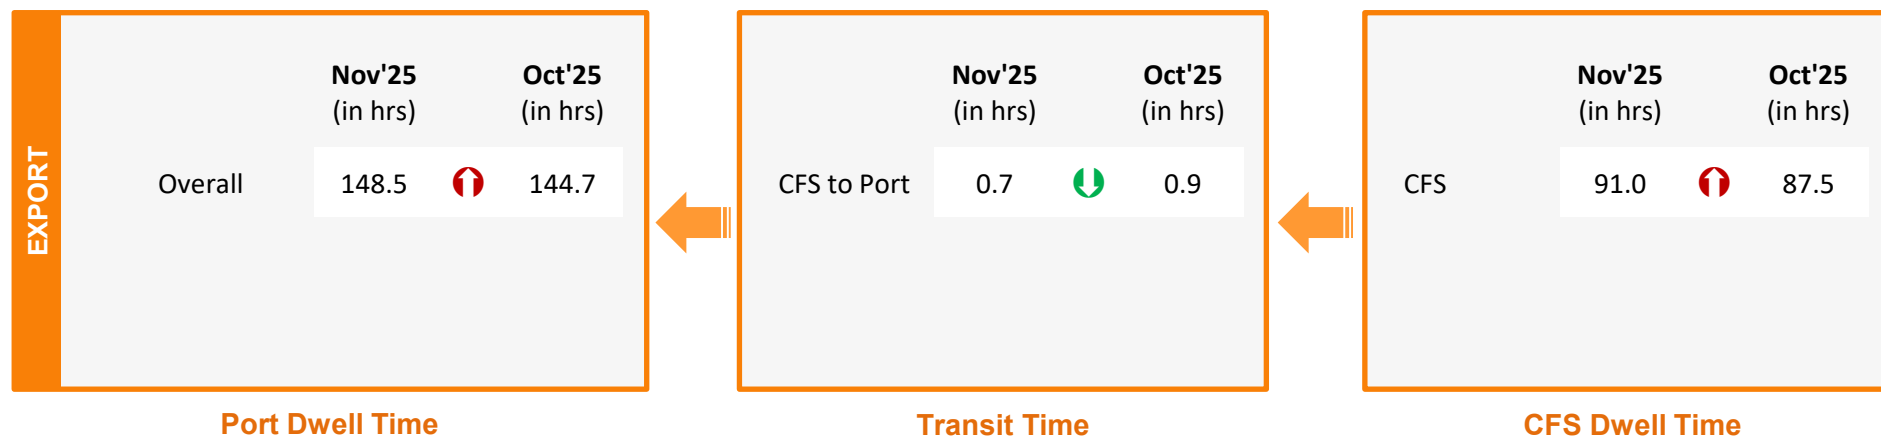 EXPORT
Nov'25 Oct'25
(in hrs) (in hrs)
Overall 148.5 144.7
Port Dwell Time
Nov'25 Oct'25
(in hrs) (in hrs)
CFS to Port 0.7 0.9
Transit Time
Nov'25 Oct'25
(in hrs) (in hrs)
CFS 91.0 87.5
CFS Dwell Time